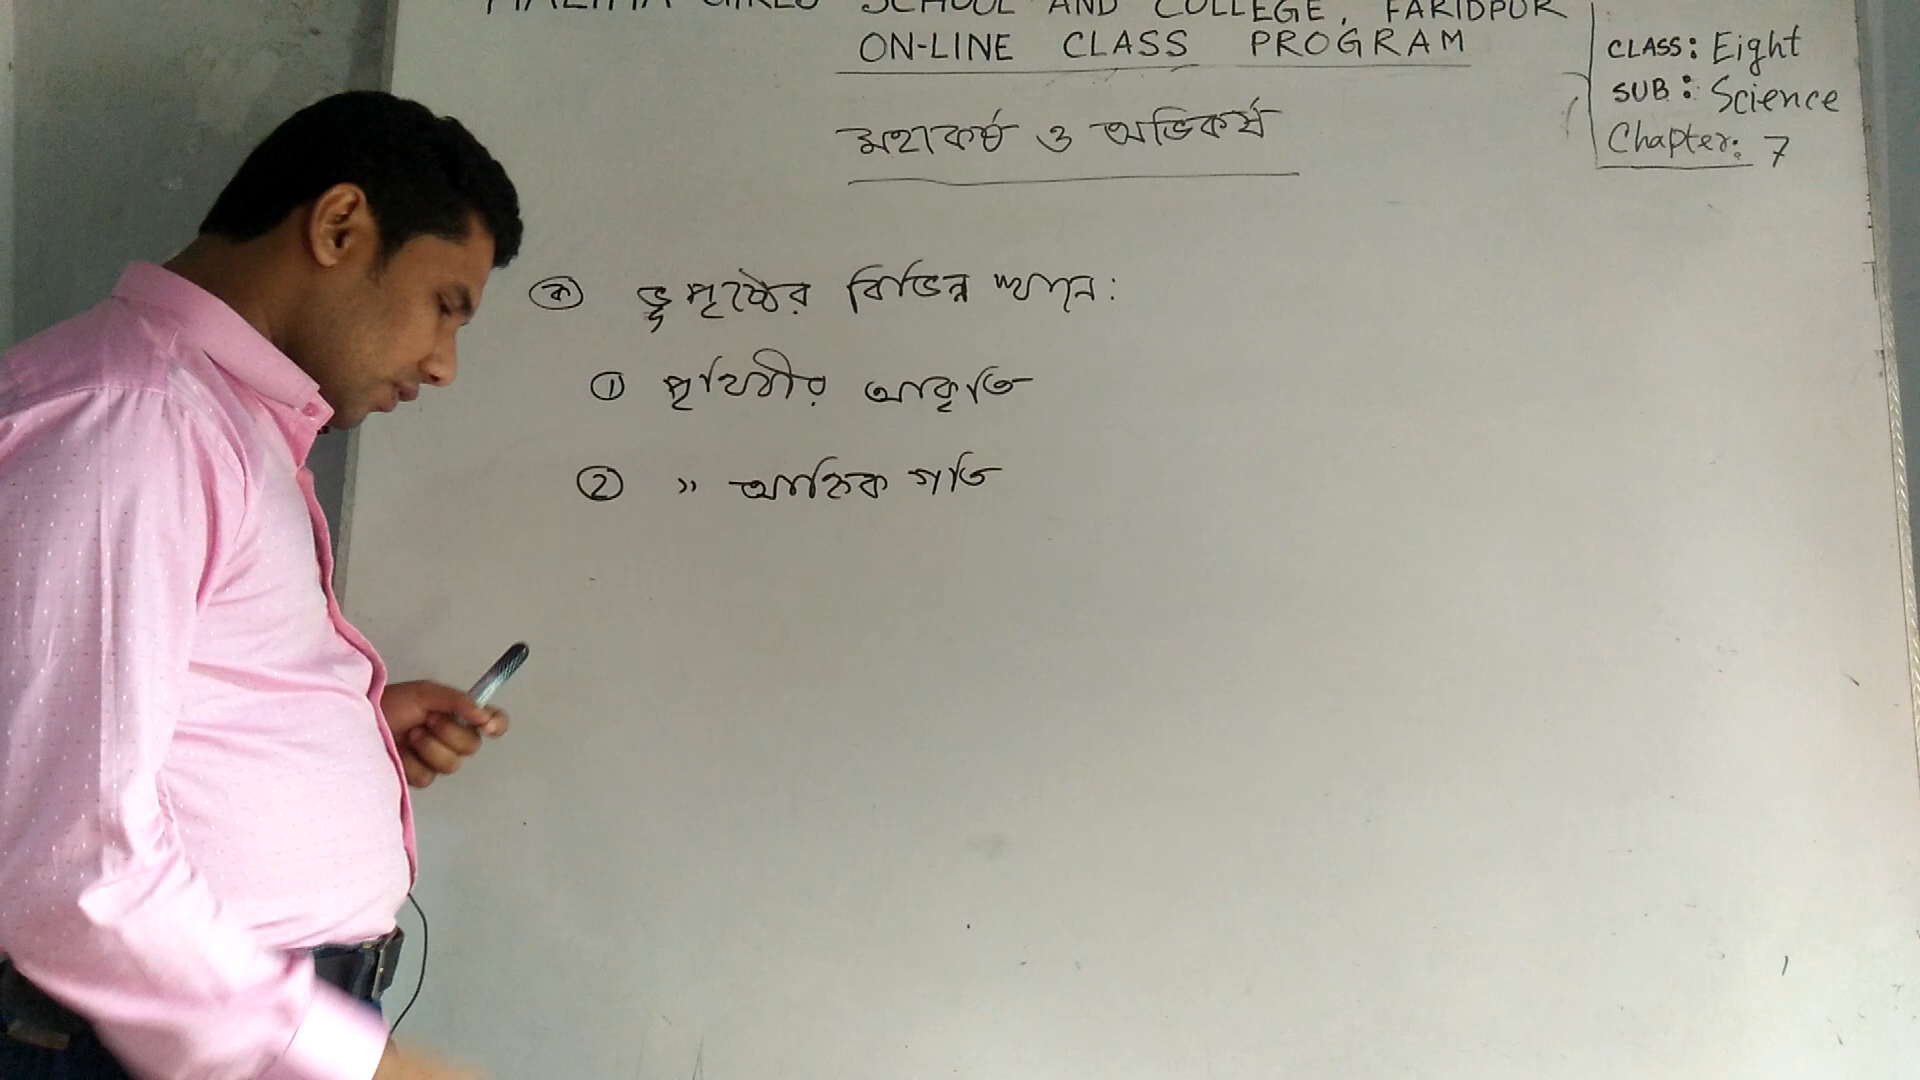 GIRLS SCHOOL AND COLLEGE, FARIDPUR
ON-LINE CLASS PROGRAM
মহাকর্ষ ও অভিকর্ষ
CLASS: Eight
SUB: Science
Chapter: 7
ক ভূপৃষ্ঠের বিভিন্ন স্থানে:
1 পৃথিবীর আকৃতি
2 " আহ্নিক গতি